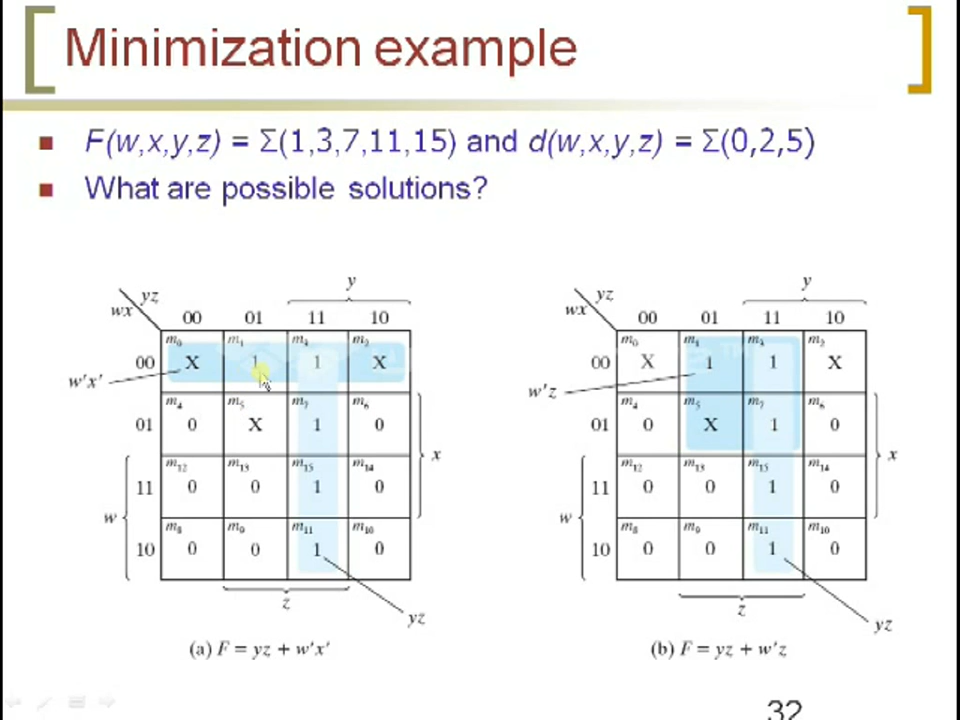 Minimization example
F(w,x,y,z) = Σ(1,3,7,11,15) and d(w,x,y,z) = Σ(0,2,5)
What are possible solutions?
y
yz
wx
00 01 11 10
m0 m1 m3 m2
00 X 1 1 X
w'x'
m4 m5 m7 m6
01 0 X 1 0
x
m12 m13 m15 m14
11 0 0 1 0
w
m8 m9 m11 m10
10 0 0 1 0
z
yz
(a) F = yz + w'x'
y
yz
wx
00 01 11 10
m0 m1 m3 m2
00 X 1 1 X
w'z
m4 m5 m7 m6
01 0 X 1 0
x
m12 m13 m15 m14
11 0 0 1 0
w
m8 m9 m11 m10
10 0 0 1 0
z
yz
(b) F = yz + w'z
32